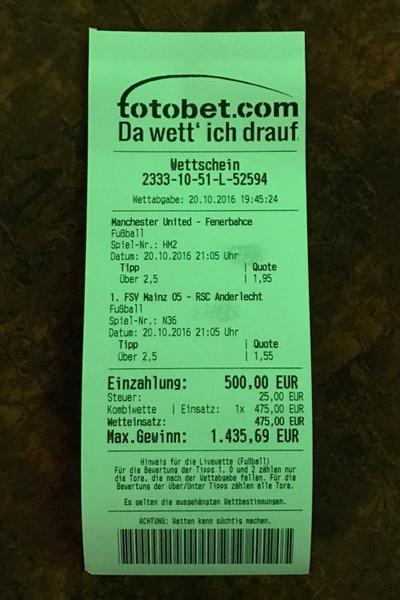 totobet.com
Da wett' ich drauf.
Wettschein
2333-10-51-L-52594
Wettabgabe: 20.10.2016 19:45:24
Manchester United - Fenerbahce
Fußball
Spiel-Nr.: HM2
Datum: 20.10.2016 21:05 Uhr
Tipp | Quote
Über 2,5 | 1,95
1. FSV Mainz 05 - RSC Anderlecht
Fußball
Spiel-Nr.: N36
Datum: 20.10.2016 21:05 Uhr
Tipp | Quote
Über 2,5 | 1,55
Einzahlung: 500,00 EUR
Steuer: 25,00 EUR
Kombiwette | Einsatz: 1x 475,00 EUR
Wetteinsatz: 475,00 EUR
Max.Gewinn: 1.435,69 EUR
Hinweis für die Livewette (Fußball)
Für die Bewertung der Tipps 1, 0 und 2 zählen nur
die Tore, die nach der Wettabgabe fallen. Für die
Bewertung der Über/Unter Tipps zählen alle Tore.
Es gelten die ausgehängten Wettbestimmungen.
ACHTUNG: Wetten kann süchtig machen.